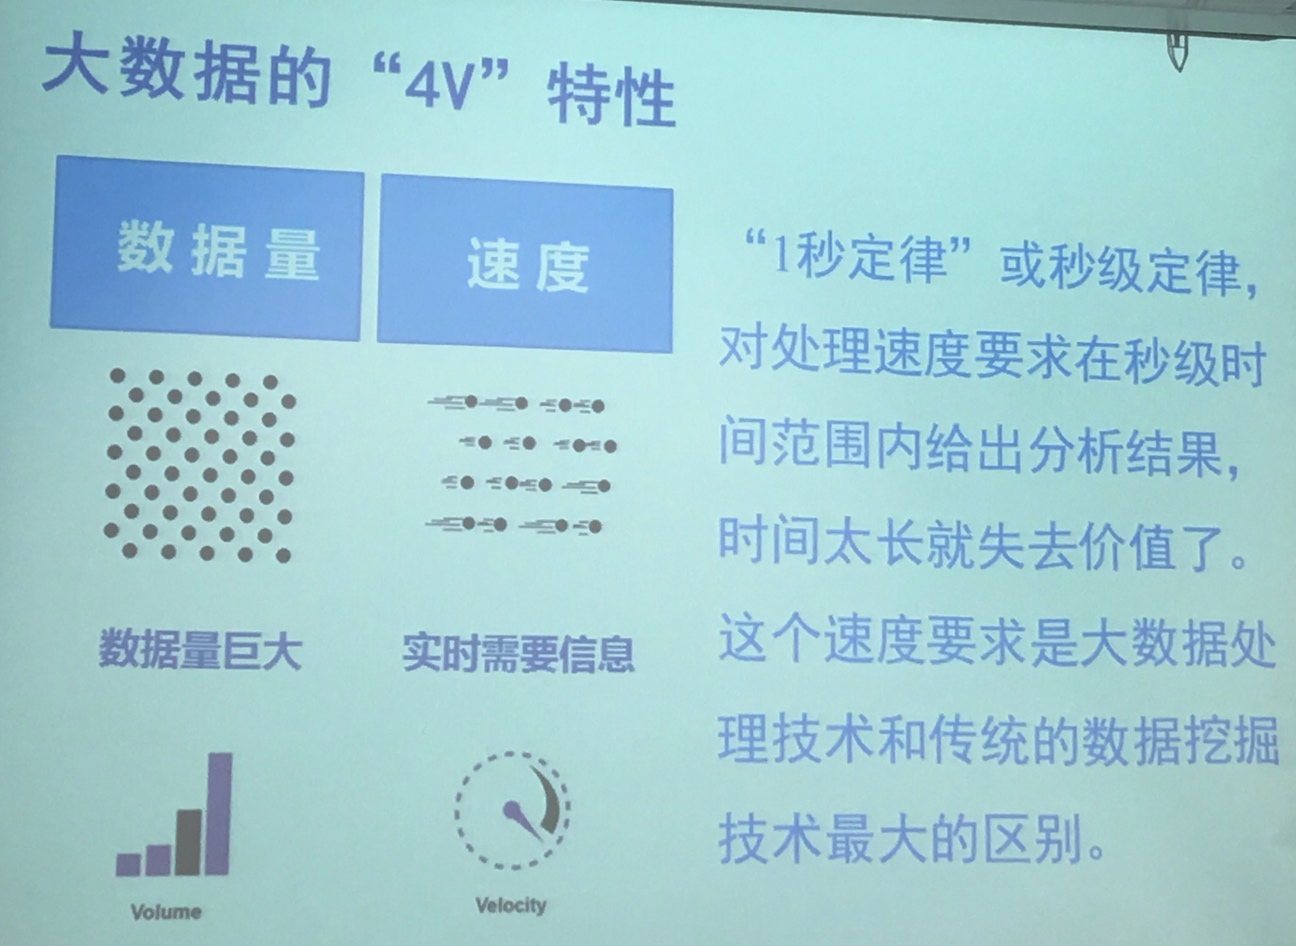 大数据的“4V”特性
数据量
速度
数据量巨大
实时需要信息
Volume
Velocity
“1秒定律”或秒级定律，
对处理速度要求在秒级时
间范围内给出分析结果，
时间太长就失去价值了。
这个速度要求是大数据处
理技术和传统的数据挖掘
技术最大的区别。